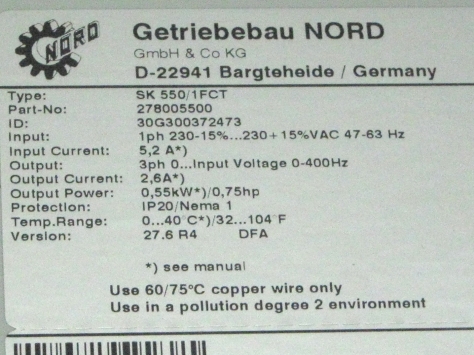 NORD
Getriebebau NORD
GmbH & Co KG
D-22941 Bargteheide / Germany
Type: SK 550/1FCT
Part-No: 278005500
ID: 30G300372473
Input: 1ph 230-15%...230+15%VAC 47-63 Hz
Input Current: 5,2 A*)
Output: 3ph 0...Input Voltage 0-400Hz
Output Current: 2,6A*)
Output Power: 0,55kW*)/0,75hp
Protection: IP20/Nema 1
Temp.Range: 0...40°C*)/32...104°F
Version: 27.6 R4 DFA
*) see manual
Use 60/75°C copper wire only
Use in a pollution degree 2 environment